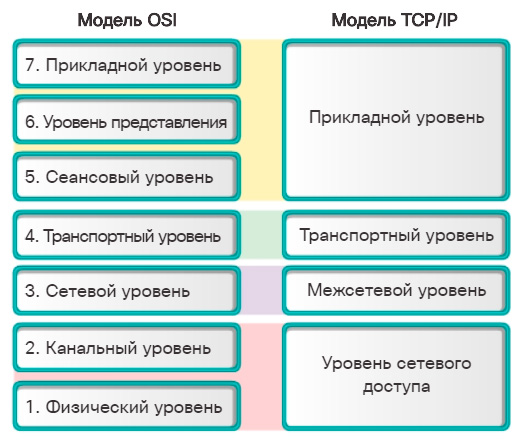 Модель OSI
Модель TCP/IP
7. Прикладной уровень
6. Уровень представления
5. Сеансовый уровень
Прикладной уровень
4. Транспортный уровень
Транспортный уровень
3. Сетевой уровень
Межсетевой уровень
2. Канальный уровень
1. Физический уровень
Уровень сетевого
доступа